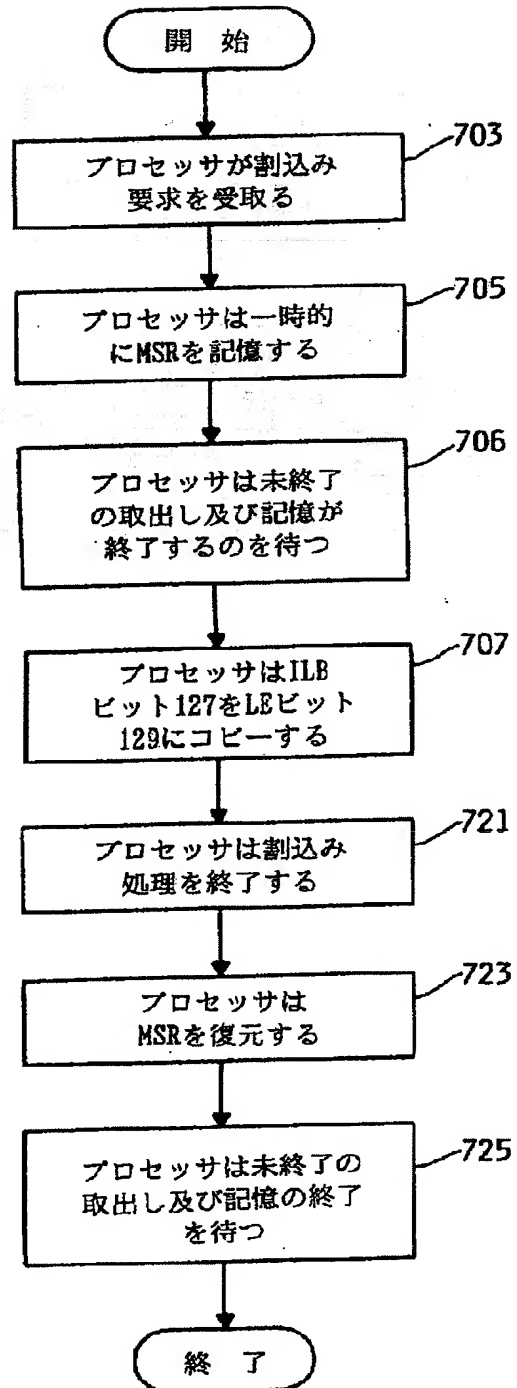 開 始
703
プロセッサが割込み
要求を受取る
705
プロセッサは一時的
にMSRを記憶する
706
プロセッサは未終了
の取出し及び記憶が
終了するのを待つ
707
プロセッサはILB
ビット127をLEビット
129にコピーする
721
プロセッサは割込み
処理を終了する
723
プロセッサは
MSRを復元する
725
プロセッサは未終了の
取出し及び記憶の終了
を待つ
終 了